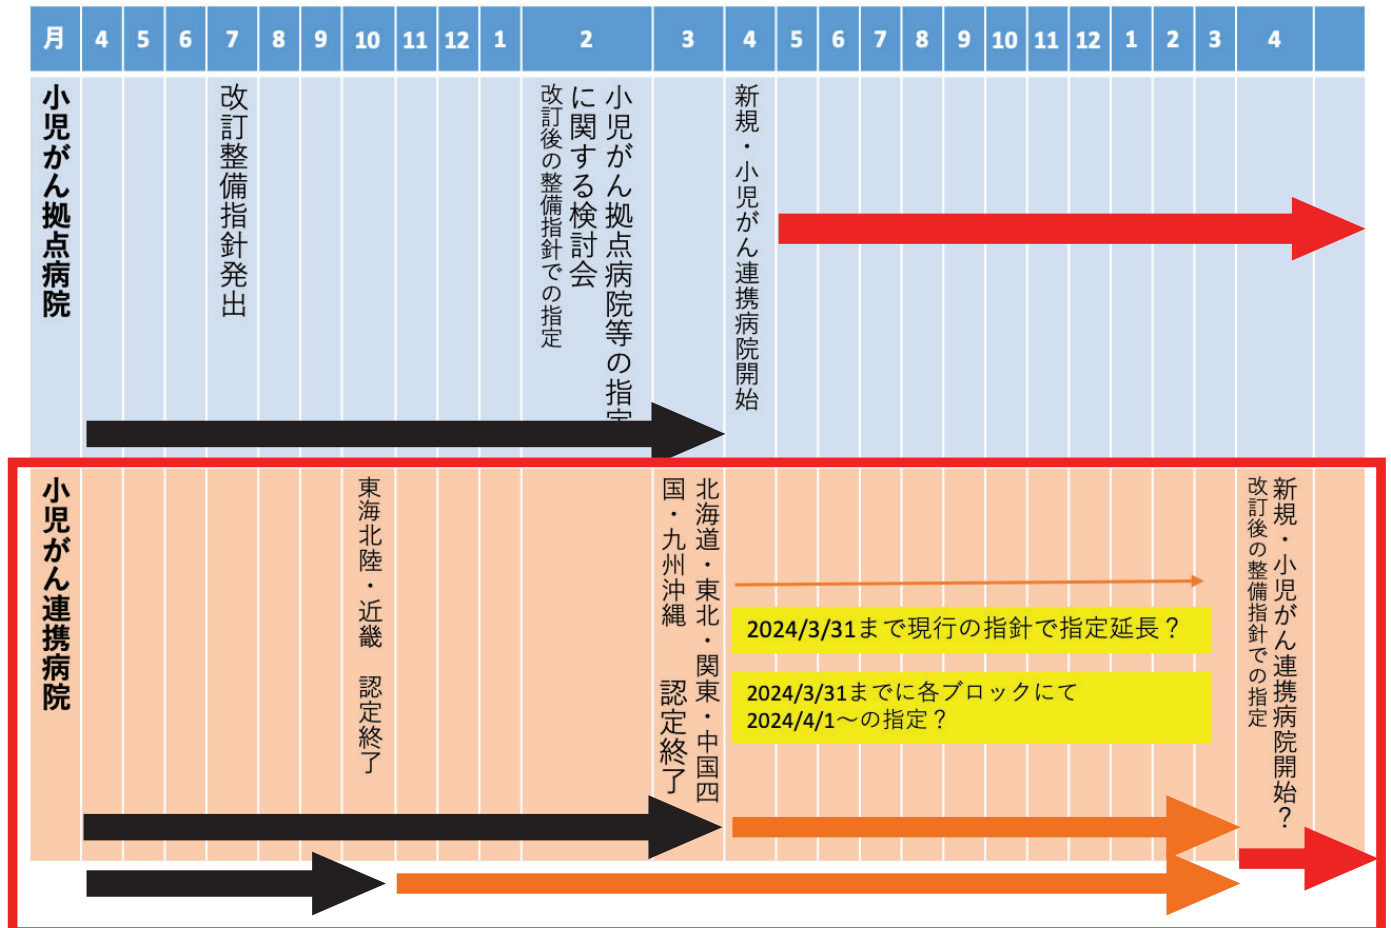 月 4 5 6 7 8 9 10 11 12 1 2 3 4 5 6 7 8 9 10 11 12 1 2 3 4
小児がん拠点病院
改訂整備指針発出
小児がん拠点病院等の指定
に関する検討会
改訂後の整備指針での指定
新規・小児がん連携病院開始
小児がん連携病院
東海北陸・近畿 認定終了
北海道・東北・関東・中国四
国・九州沖縄 認定終了
2024/3/31まで現行の指針で指定延長？
2024/3/31までに各ブロックにて
2024/4/1～の指定？
新規・小児がん連携病院開始？
改訂後の整備指針での指定